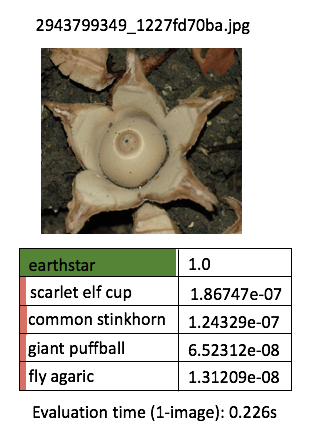 2943799349_1227fd70ba.jpg
earthstar 1.0
scarlet elf cup 1.86747e-07
common stinkhorn 1.24329e-07
giant puffball 6.52312e-08
fly agaric 1.31209e-08
Evaluation time (1-image): 0.226s